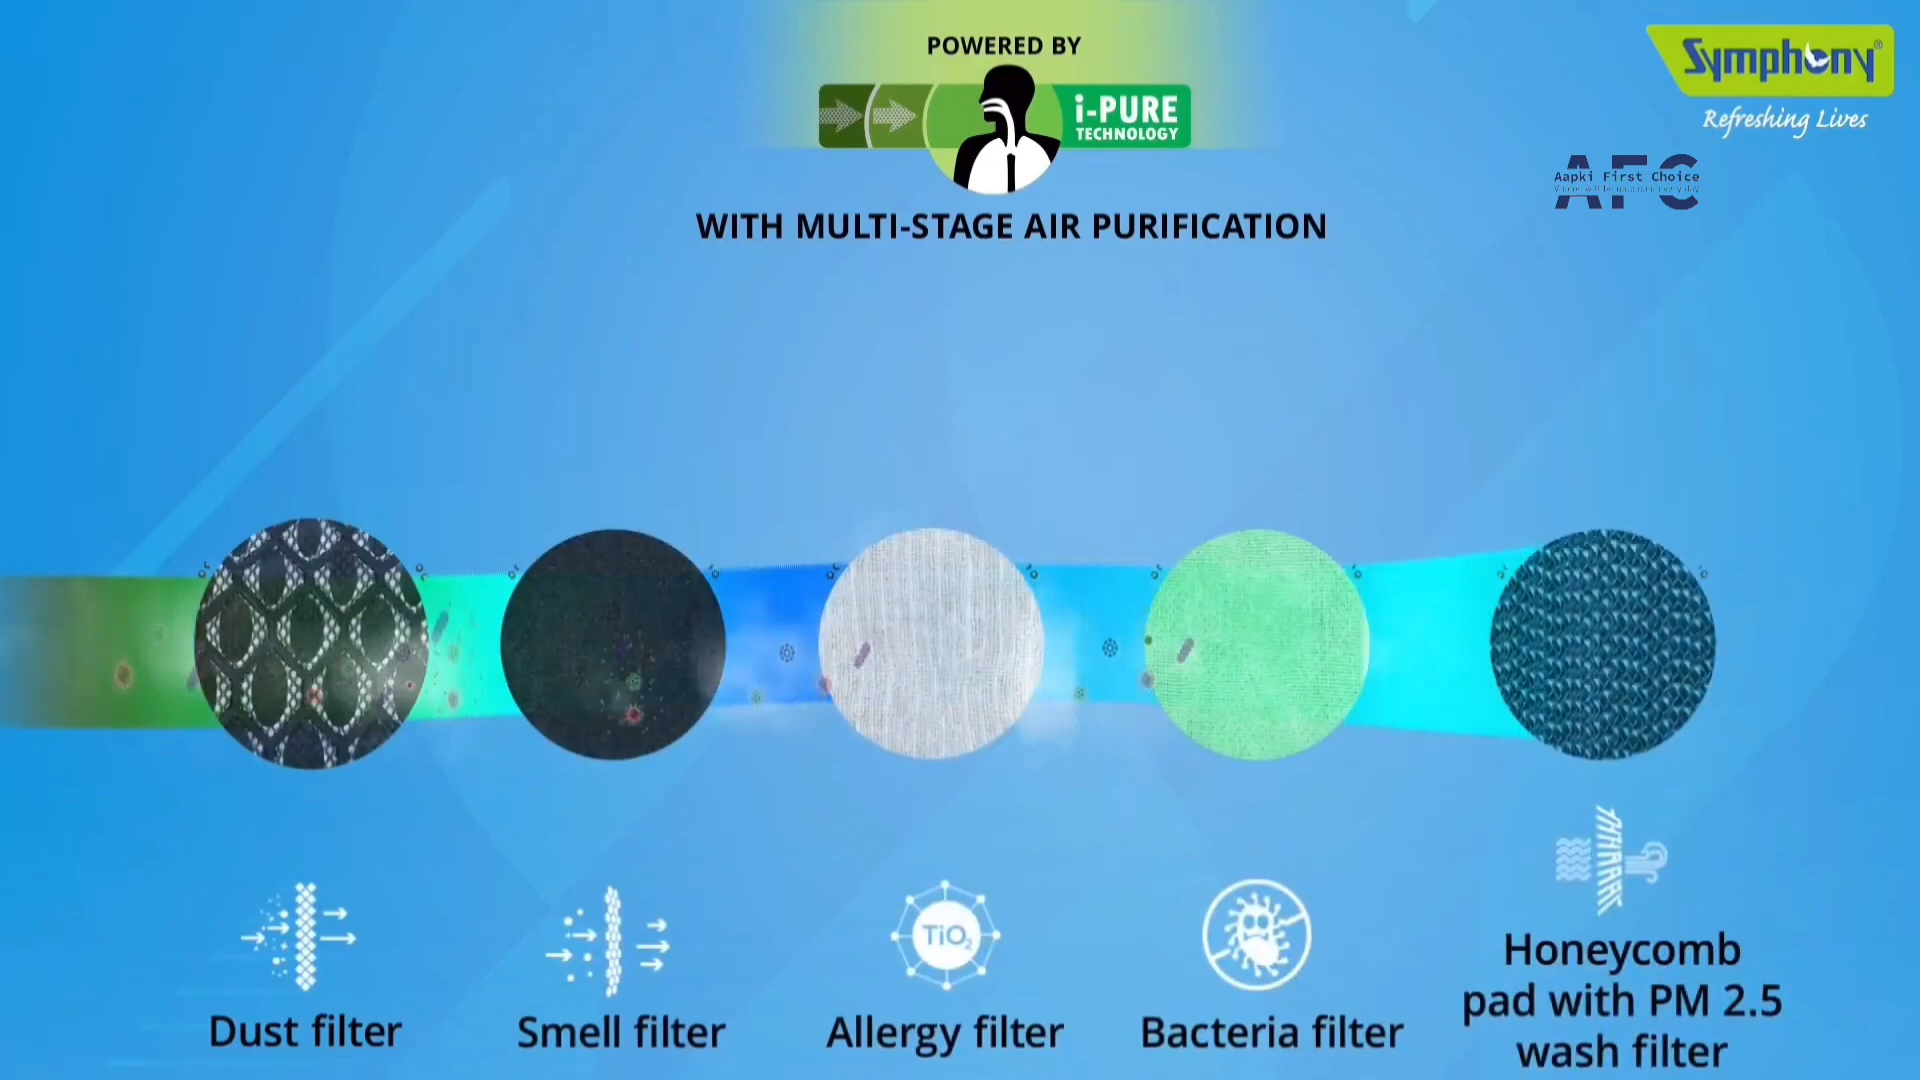 POWERED BY
i-PURE
TECHNOLOGY
Symphony®
Refreshing Lives
AFC
Aapki First Choice
WITH MULTI-STAGE AIR PURIFICATION
TiO₂
Dust filter
Smell filter
Allergy filter
Bacteria filter
Honeycomb
pad with PM 2.5
wash filter